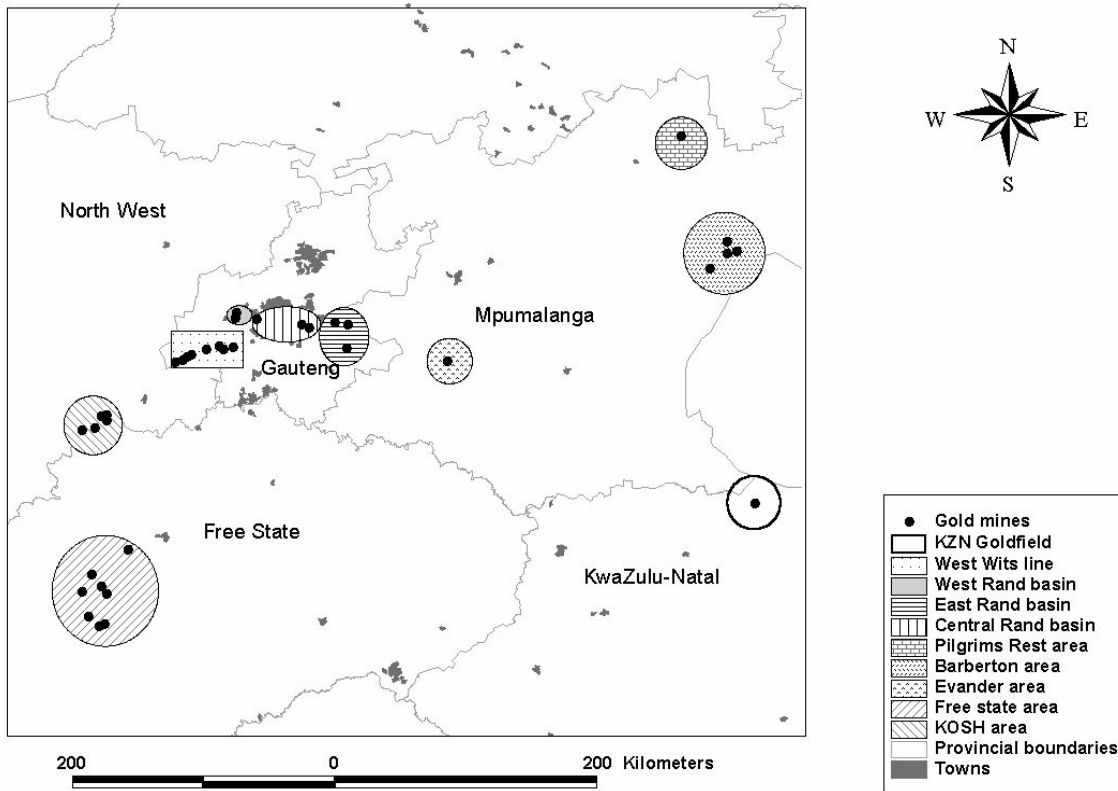 N
W E
S
North West
Mpumalanga
Gauteng
Free State
KwaZulu-Natal
Gold mines
KZN Goldfield
West Wits line
West Rand basin
East Rand basin
Central Rand basin
Pilgrims Rest area
Barberton area
Evander area
Free state area
KOSH area
Provincial boundaries
Towns
200 0 200 Kilometers